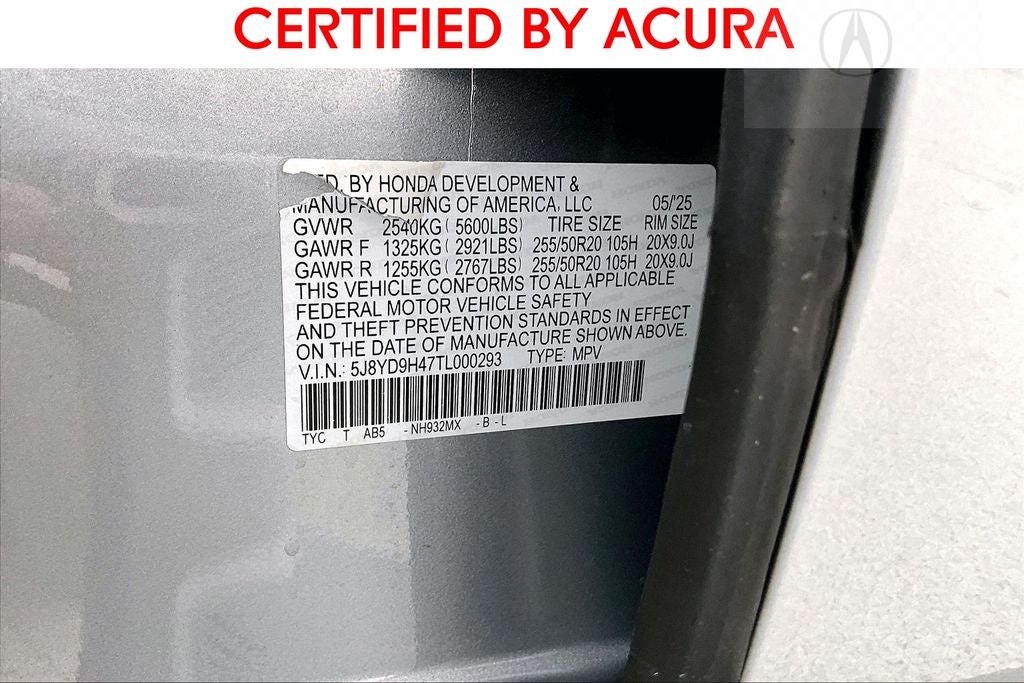 CERTIFIED BY ACURA
BY HONDA DEVELOPMENT &
MANUFACTURING OF AMERICA, LLC 05/'25
GVWR 2540KG ( 5600LBS) TIRE SIZE RIM SIZE
GAWR F 1325KG ( 2921LBS) 255/50R20 105H 20X9.0J
GAWR R 1255KG ( 2767LBS) 255/50R20 105H 20X9.0J
THIS VEHICLE CONFORMS TO ALL APPLICABLE
FEDERAL MOTOR VEHICLE SAFETY
AND THEFT PREVENTION STANDARDS IN EFFECT
ON THE DATE OF MANUFACTURE SHOWN ABOVE.
V.I.N.: 5J8YD9H47TL000293 TYPE: MPV
TYC T AB5 - NH932MX - B - L